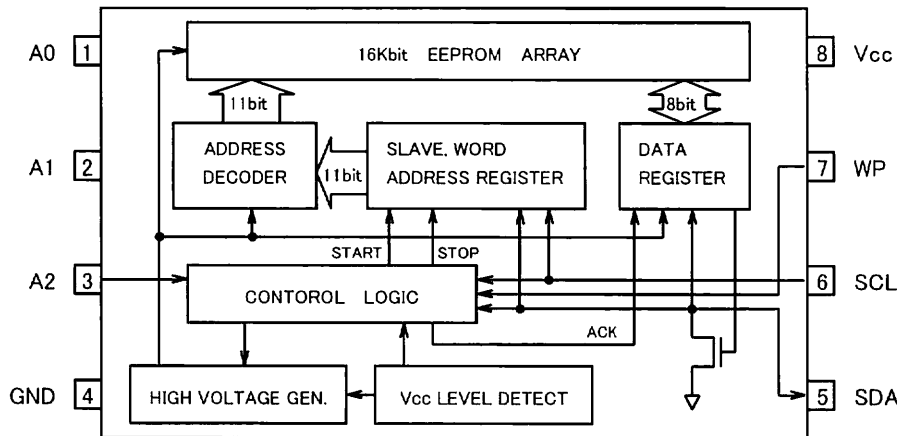 A0 1
16Kbit EEPROM ARRAY
8 Vcc
11bit
8bit
A1 2
ADDRESS
DECODER
11bit
SLAVE, WORD
ADDRESS REGISTER
DATA
REGISTER
7 WP
START
STOP
A2 3
CONTOROL LOGIC
6 SCL
ACK
GND 4
HIGH VOLTAGE GEN.
Vcc LEVEL DETECT
5 SDA